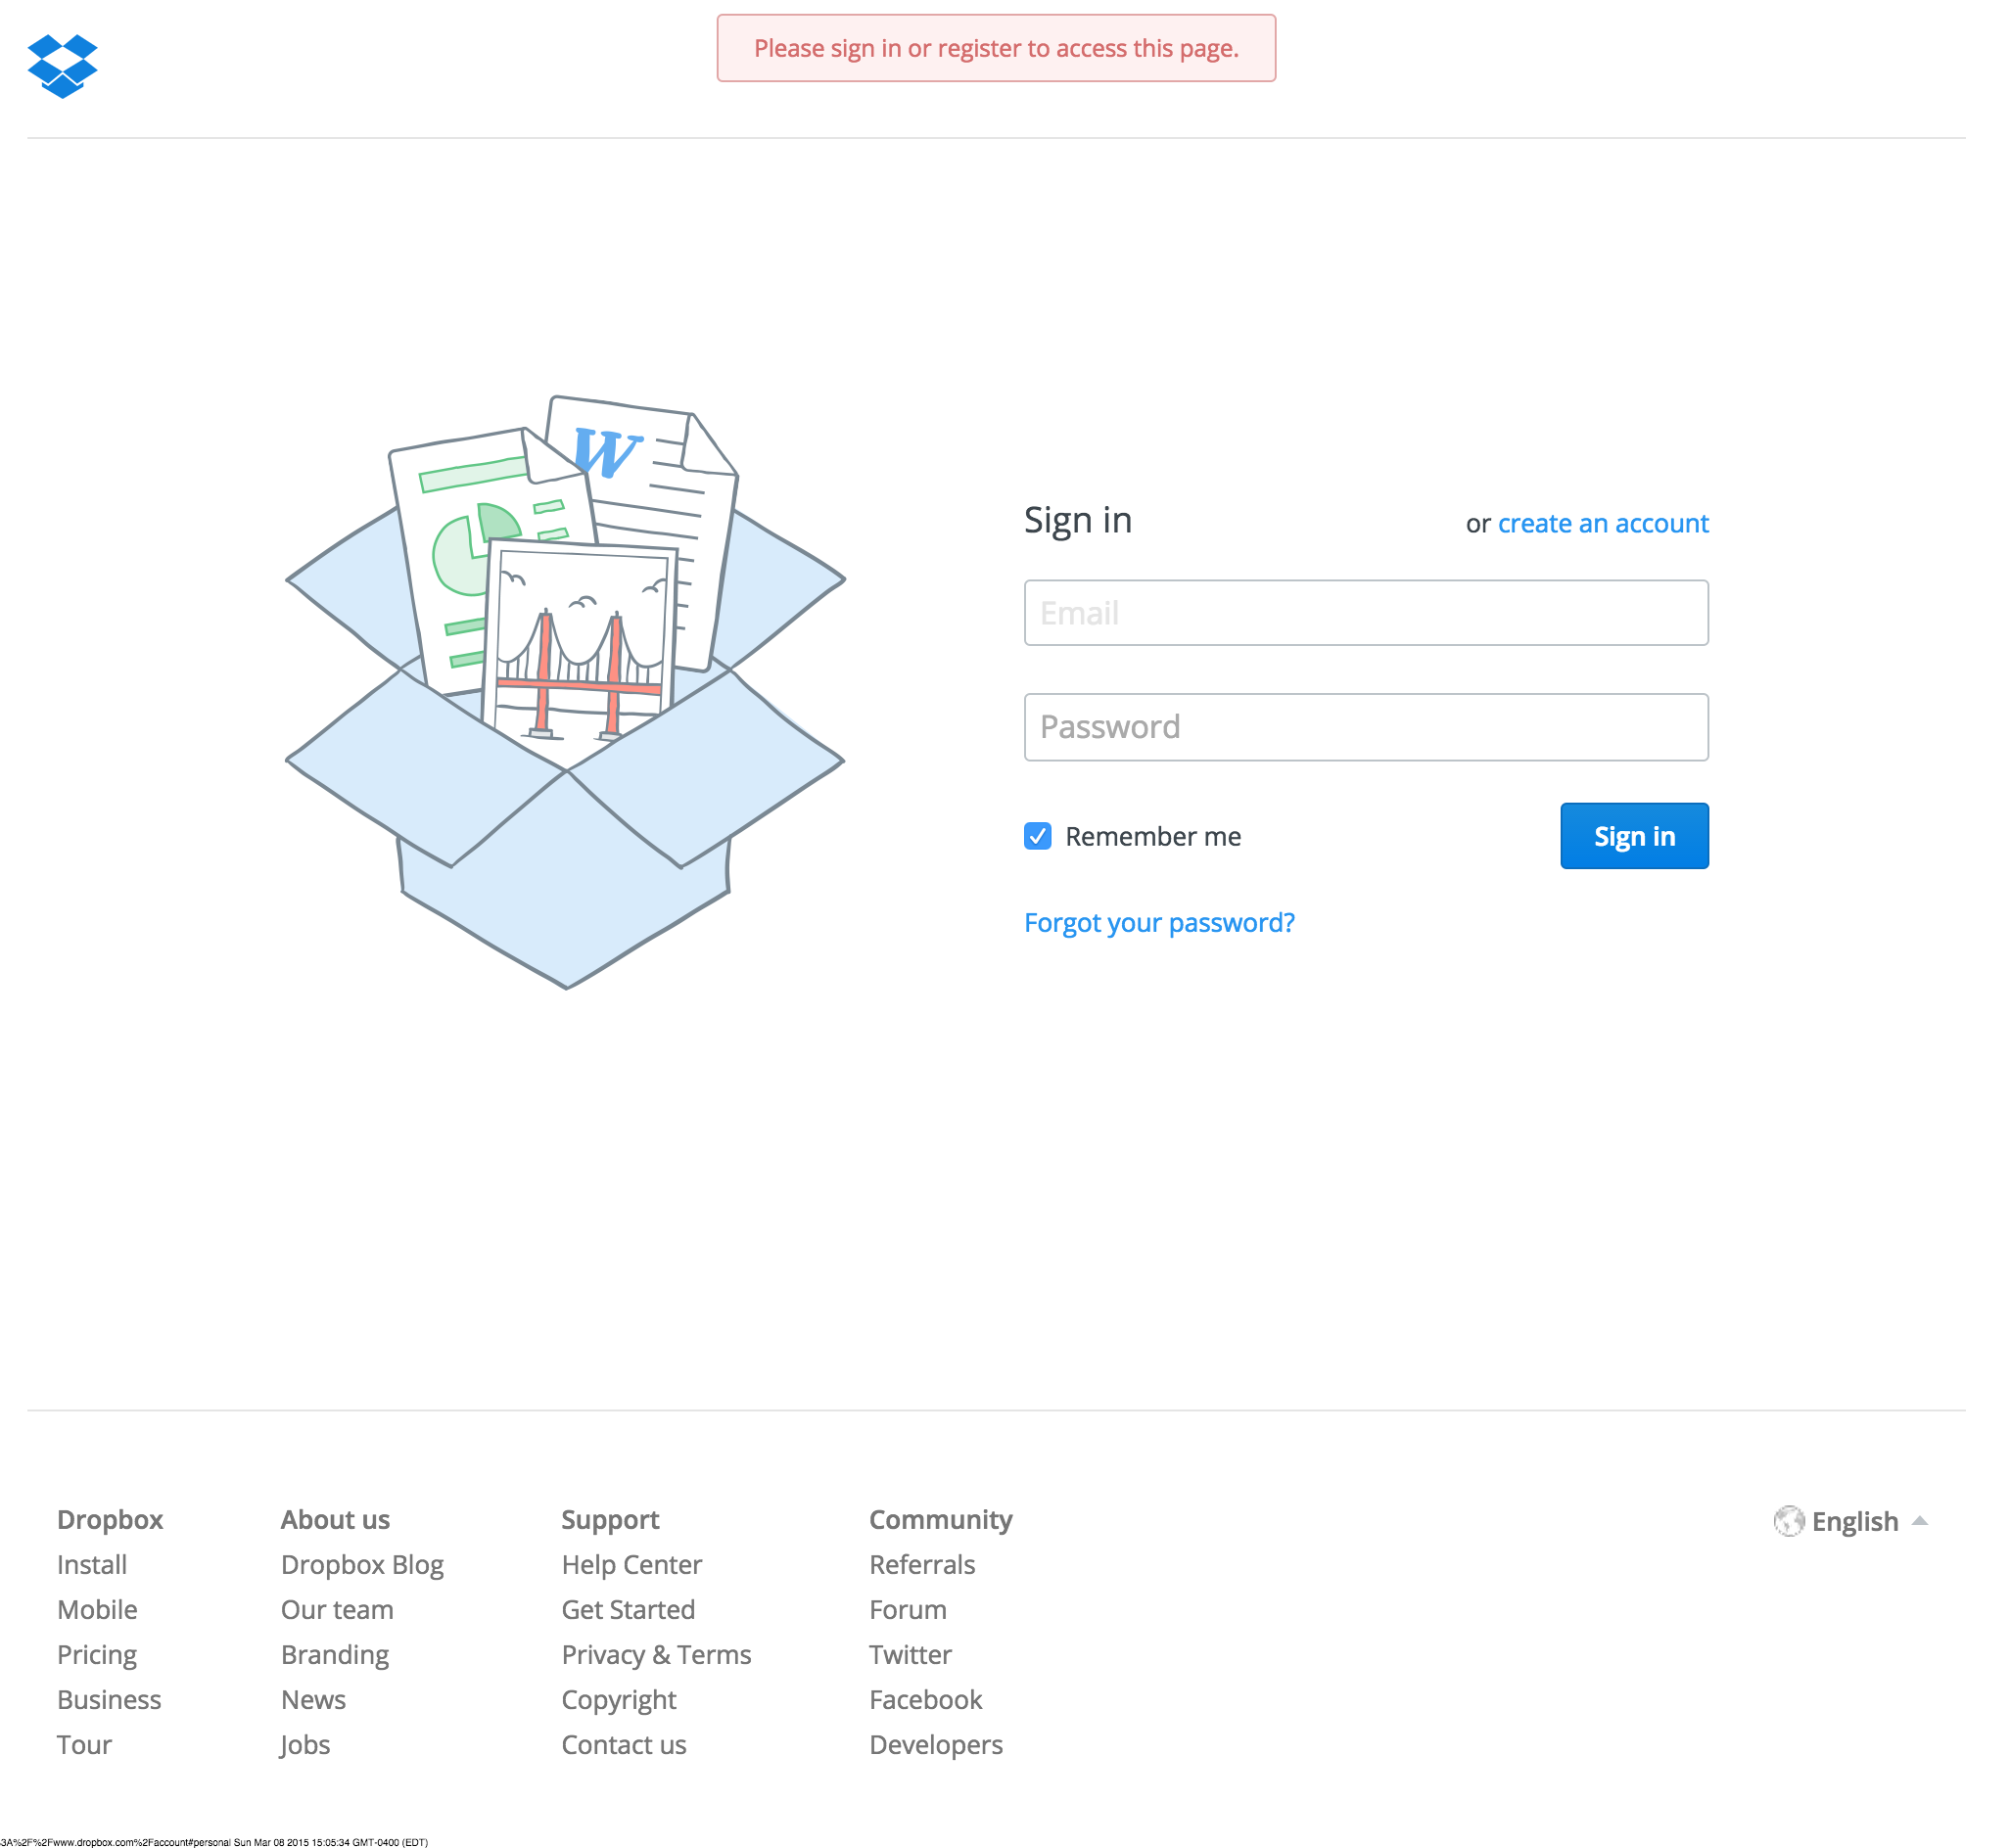 Please sign in or register to access this page.
W
Sign in
or create an account
Email
Password
Remember me
Sign in
Forgot your password?
Dropbox
Install
Mobile
Pricing
Business
Tour
About us
Dropbox Blog
Our team
Branding
News
Jobs
Support
Help Center
Get Started
Privacy & Terms
Copyright
Contact us
Community
Referrals
Forum
Twitter
Facebook
Developers
English
3A%2F%2Fwww.dropbox.com%2Faccount#personal Sun Mar 08 2015 15:05:34 GMT-0400 (EDT)